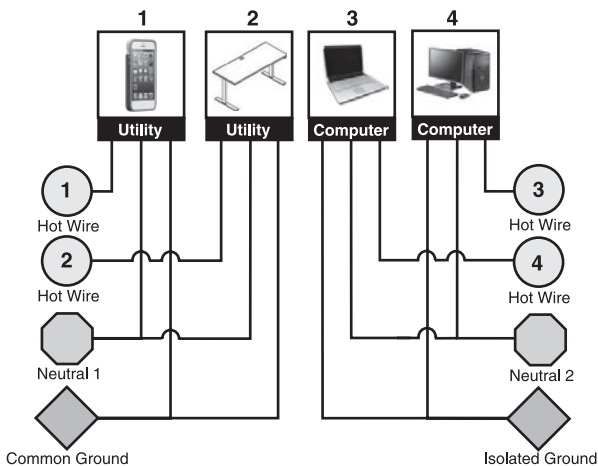 1 2 3 4
Utility Utility Computer Computer
1 3
Hot Wire Hot Wire
2 4
Hot Wire Hot Wire
Neutral 1 Neutral 2
Common Ground Isolated Ground